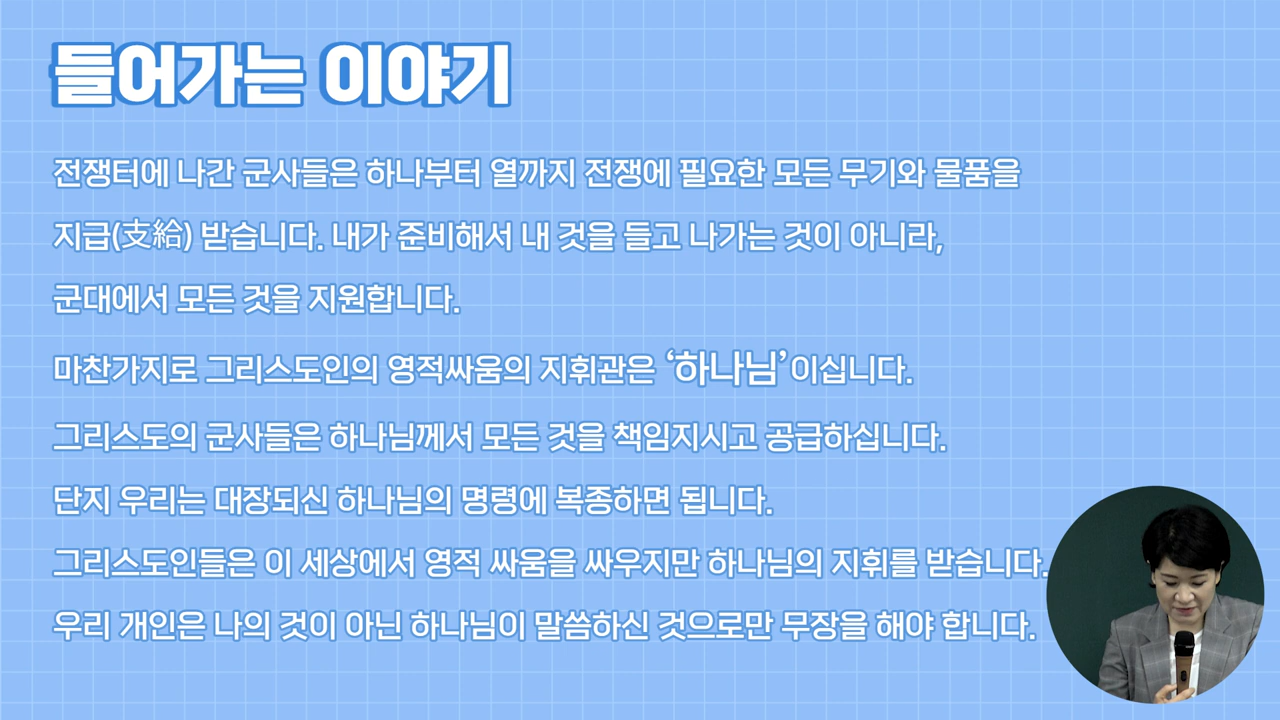 들어가는 이야기
전쟁터에 나간 군사들은 하나부터 열까지 전쟁에 필요한 모든 무기와 물품을
지급(支給) 받습니다. 내가 준비해서 내 것을 들고 나가는 것이 아니라,
군대에서 모든 것을 지원합니다.
마찬가지로 그리스도인의 영적싸움의 지휘관은 ‘하나님’이십니다.
그리스도의 군사들은 하나님께서 모든 것을 책임지시고 공급하십니다.
단지 우리는 대장되신 하나님의 명령에 복종하면 됩니다.
그리스도인들은 이 세상에서 영적 싸움을 싸우지만 하나님의 지휘를 받습니다.
우리 개인은 나의 것이 아닌 하나님이 말씀하신 것으로만 무장을 해야 합니다.